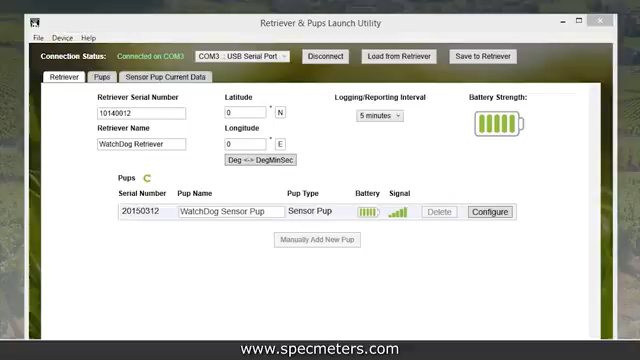 Retriever & Pups Launch Utility
File Device Help
Connection Status: Connected on COM3 COM3 :: USB Serial Port Disconnect Load from Retriever Save to Retriever
Retriever Pups Sensor Pup Current Data
Retriever Serial Number Latitude Logging/Reporting Interval Battery Strength:
10140012 0 ° N 5 minutes
Retriever Name Longitude
WatchDog Retriever 0 ° E
Deg <-> DegMinSec
Pups
Serial Number Pup Name Pup Type Battery Signal
20150312 WatchDog Sensor Pup Sensor Pup Delete Configure
Manually Add New Pup
www.specmeters.com